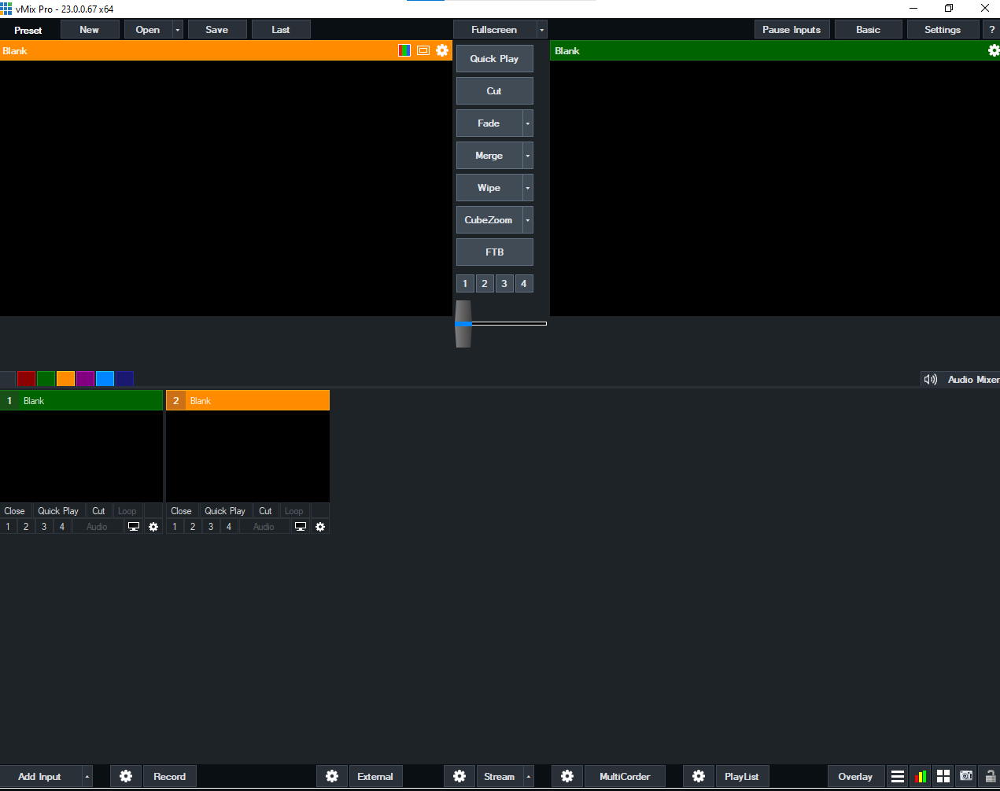 vMix Pro - 23.0.0.67 x64
Preset New Open Save Last Fullscreen Pause Inputs Basic Settings ?
Blank Blank
Quick Play
Cut
Fade
Merge
Wipe
CubeZoom
FTB
1 2 3 4
Audio Mixer
1 Blank 2 Blank
Close Quick Play Cut Loop Close Quick Play Cut Loop
1 2 3 4 Audio 1 2 3 4 Audio
Add Input Record External Stream MultiCorder PlayList Overlay